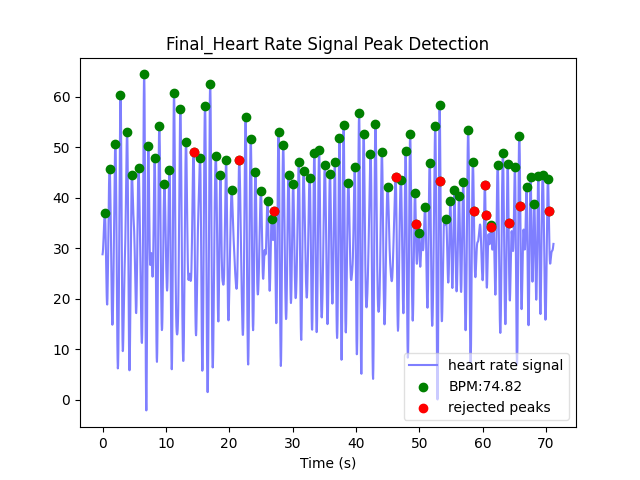 Final_Heart Rate Signal Peak Detection
60
50
40
30
20
10
0
heart rate signal
BPM:74.82
rejected peaks
0 10 20 30 40 50 60 70
Time (s)